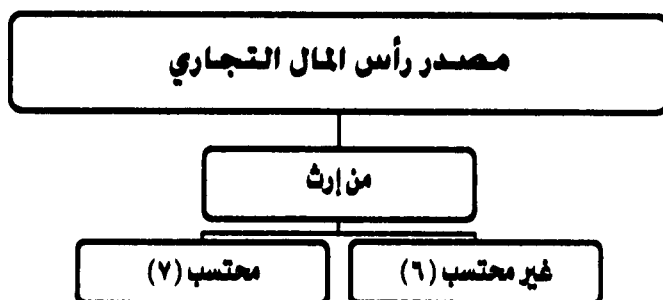 مصدر رأس المال التجاري
من إرث
غير محتسب (٦)
محتسب (٧)